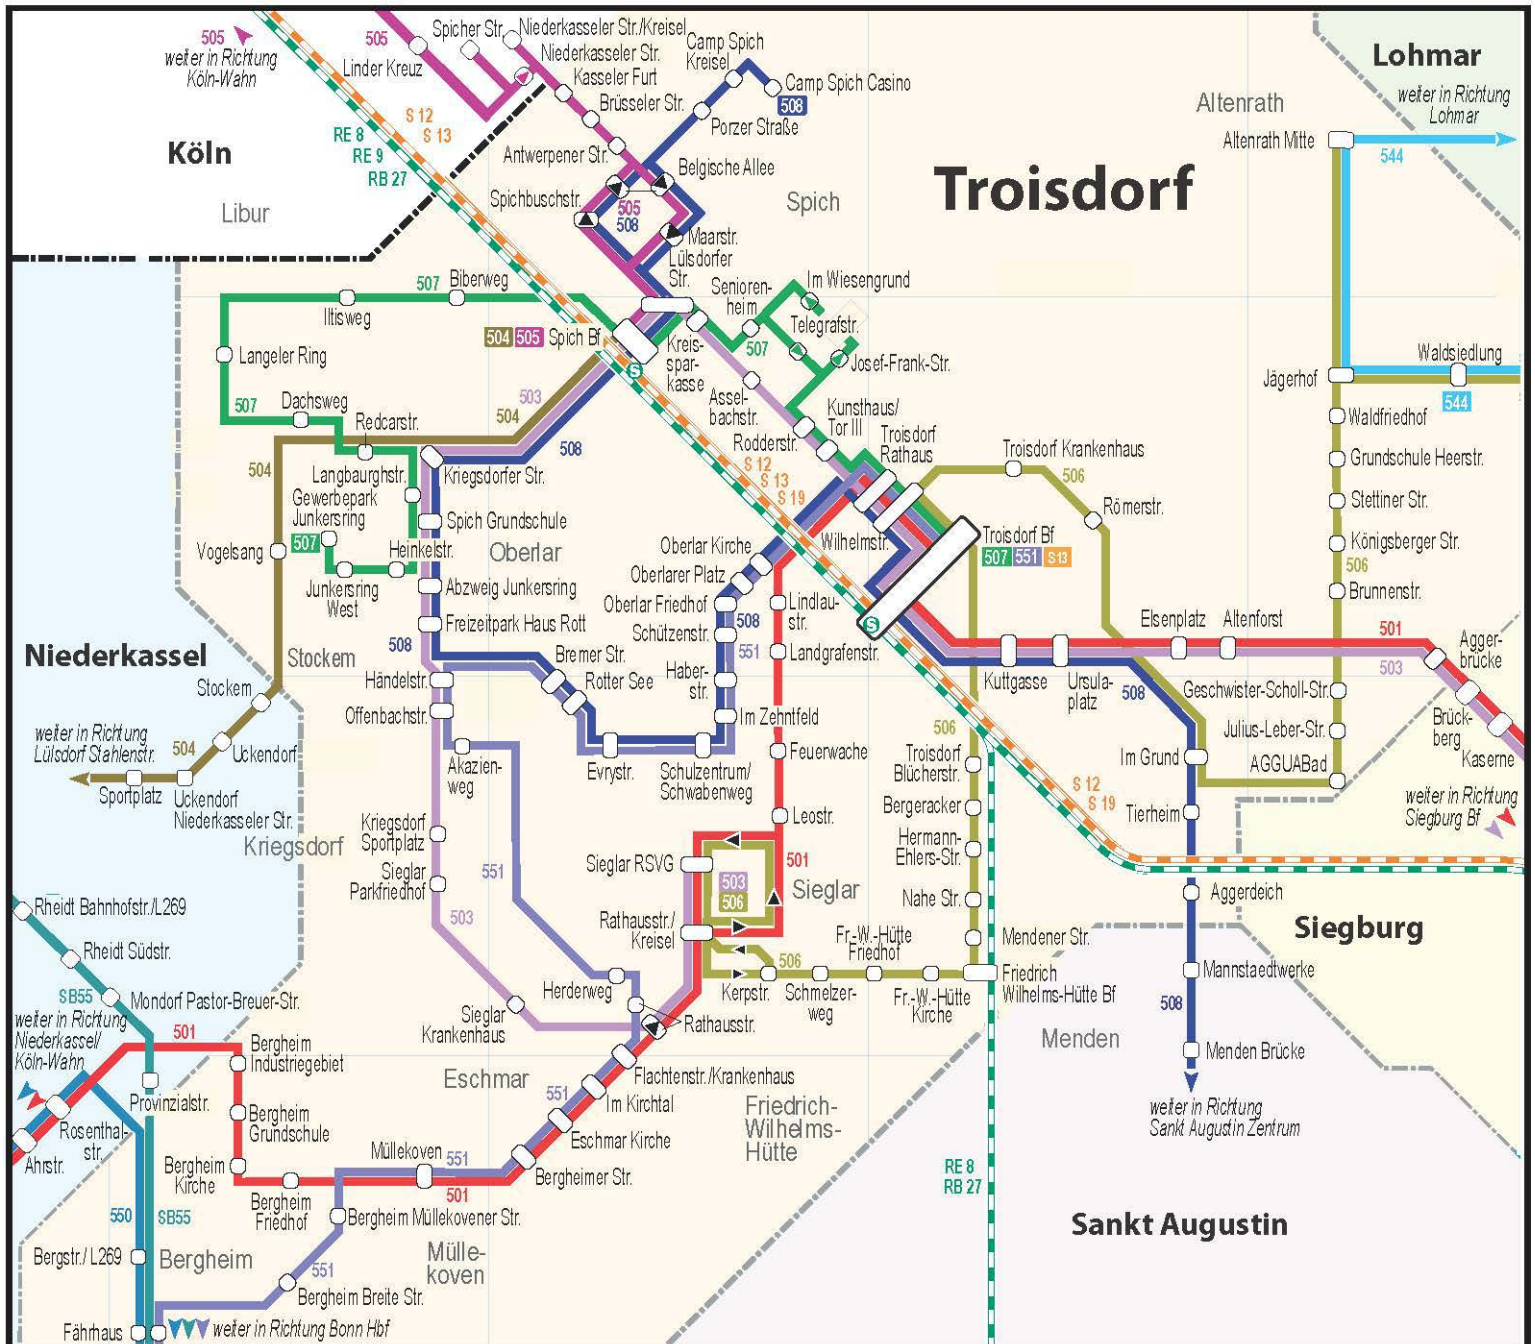 505
weiter in Richtung
Köln-Wahn
505
Linder Kreuz
Spicher Str.
Niederkasseler Str./Kreisel
Niederkasseler Str.
Kasseler Furt
Brüsseler Str.
Antwerpener Str.
Camp Spich
Kreisel
Camp Spich Casino
508
Porzer Straße
Belgische Allee
Spichbuschstr.
505
508
Maarstr.
Lülsdorfer
Str.
Spich
Troisdorf
Lohmar
Altenrath
weiter in Richtung
Lohmar
Altenrath Mitte
544
S 12
S 13
RE 8
RE 9
RB 27
Köln
Libur
507
Biberweg
Iltisweg
504 505 Spich Bf
S
Langeler Ring
507
Dachsweg
Redcarstr.
503
504
508
Kreis-
spar-
kasse
Senioren-
heim
Im Wiesengrund
Telegrafstr.
507
Josef-Frank-Str.
Assel-
bachstr.
Rodderstr.
Kunsthaus/
Tor III
Troisdorf
Rathaus
Troisdorf Krankenhaus
506
Römerstr.
Waldsiedlung
Jägerhof
544
Waldfriedhof
Grundschule Heerstr.
Stettiner Str.
Königsberger Str.
506
Brunnenstr.
504
Langbaurghstr.
Gewerbepark
Junkersring
507
Vogelsang
Heinkelstr.
Junkersring
West
Kriegsdorfer Str.
Spich Grundschule
Oberlar
Abzweig Junkersring
Freizeitpark Haus Rott
508
S 12
S 13
S 19
Wilhelmstr.
Troisdorf Bf
507 551 S13
S
Oberlar Kirche
Oberlarer Platz
Oberlar Friedhof
Schützenstr.
508
551
Haber-
str.
Im Zehntfeld
Lindlau-
str.
Landgrafenstr.
Feuerwache
Leostr.
Elsenplatz
Altenforst
501
503
Agger-
brücke
Kuttgasse
Ursula-
platz
508
Geschwister-Scholl-Str.
Julius-Leber-Str.
AGGUABad
Brück-
berg
Kaserne
weiter in Richtung
Siegburg Bf
Niederkassel
Stockem
Stockem
weiter in Richtung
Lülsdorf Stahlenstr.
504
Uckendorf
Sportplatz
Uckendorf
Niederkasseler Str.
Kriegsdorf
Händelstr.
Offenbachstr.
Akazien-
weg
Bremer Str.
Rotter See
Evrystr.
Schulzentrum/
Schwabenweg
Kriegsdorf
Sportplatz
Sieglar
Parkfriedhof
551
503
506
Troisdorf
Blücherstr.
Bergeracker
Hermann-
Ehlers-Str.
Nahe Str.
Mendener Str.
Friedrich
Wilhelms-Hütte Bf
Im Grund
Tierheim
S 12
S 19
Aggerdeich
Siegburg
Mannstaedtwerke
508
Menden Brücke
weiter in Richtung
Sankt Augustin Zentrum
Menden
Sankt Augustin
Sieglar RSVG
503
506
501
Sieglar
Rathausstr./
Kreisel
506
Kerpstr.
Schmelzer-
weg
Fr.-W.-Hütte
Friedhof
Fr.-W.-Hütte
Kirche
Herderweg
Rathausstr.
Sieglar
Krankenhaus
Eschmar
551
Flachtenstr./Krankenhaus
Im Kirchtal
Eschmar Kirche
Bergheimer Str.
Friedrich-
Wilhelms-
Hütte
RE 8
RB 27
Rheidt Bahnhofstr./L269
Rheidt Südstr.
SB55
Mondorf Pastor-Breuer-Str.
weiter in Richtung
Niederkassel/
Köln-Wahn
501
Bergheim
Industriegebiet
Provinzialstr.
Rosenthal-
str.
Ahrstr.
Bergheim
Grundschule
Bergheim
Kirche
Bergheim
Friedhof
Müllekoven
551
501
Bergheim Müllekovener Str.
Mülle-
koven
550
SB55
Bergstr./ L269
Bergheim
551
Bergheim Breite Str.
Fährhaus
weiter in Richtung Bonn Hbf